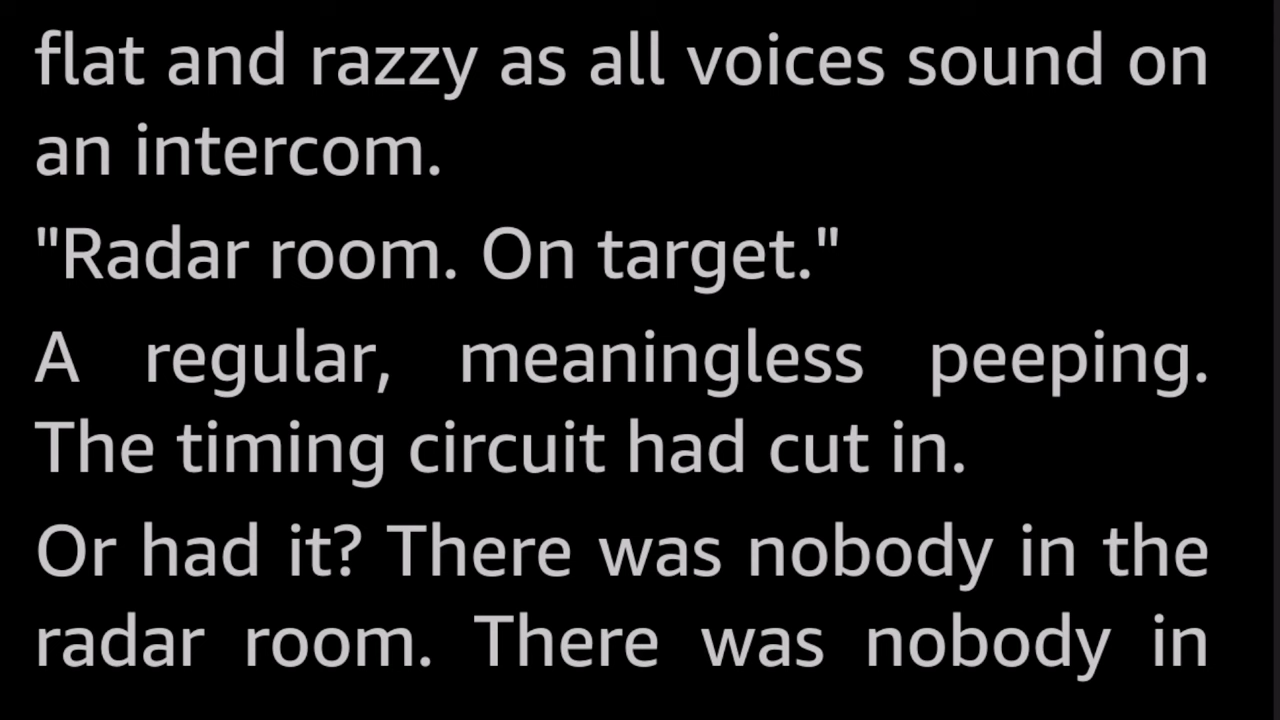 flat and razzy as all voices sound on
an intercom.
"Radar room. On target."
A regular, meaningless peeping.
The timing circuit had cut in.
Or had it? There was nobody in the
radar room. There was nobody in